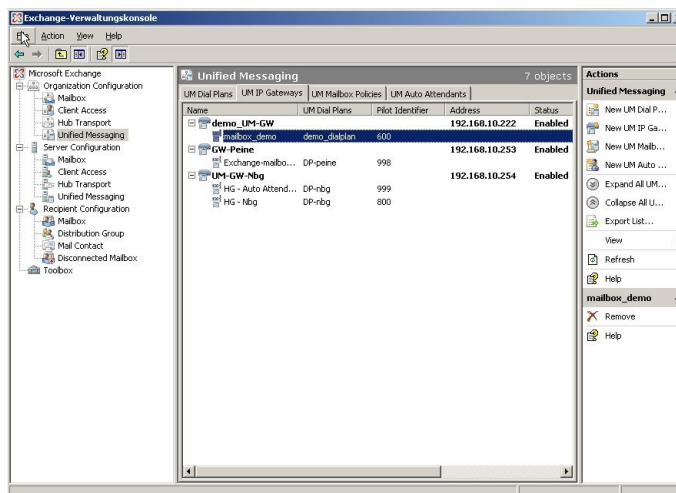 Exchange-Verwaltungskonsole
File Action View Help
Microsoft Exchange
Organization Configuration
Mailbox
Client Access
Hub Transport
Unified Messaging
Server Configuration
Mailbox
Client Access
Hub Transport
Unified Messaging
Recipient Configuration
Mailbox
Distribution Group
Mail Contact
Disconnected Mailbox
Toolbox
Unified Messaging 7 objects
UM Dial Plans UM IP Gateways UM Mailbox Policies UM Auto Attendants
Name UM Dial Plans Pilot Identifier Address Status
demo_UM-GW 192.168.10.222 Enabled
mailbox_demo demo_dialplan 600
GW-Peine 192.168.10.253 Enabled
Exchange-mailbo... DP-peine 998
UM-GW-Nbg 192.168.10.254 Enabled
HG - Auto Attend... DP-nbg 999
HG - Nbg DP-nbg 800
Actions
Unified Messaging
New UM Dial P...
New UM IP Ga...
New UM Mailb...
New UM Auto ...
Expand All UM...
Collapse All U...
Export List...
View
Refresh
Help
mailbox_demo
Remove
Help